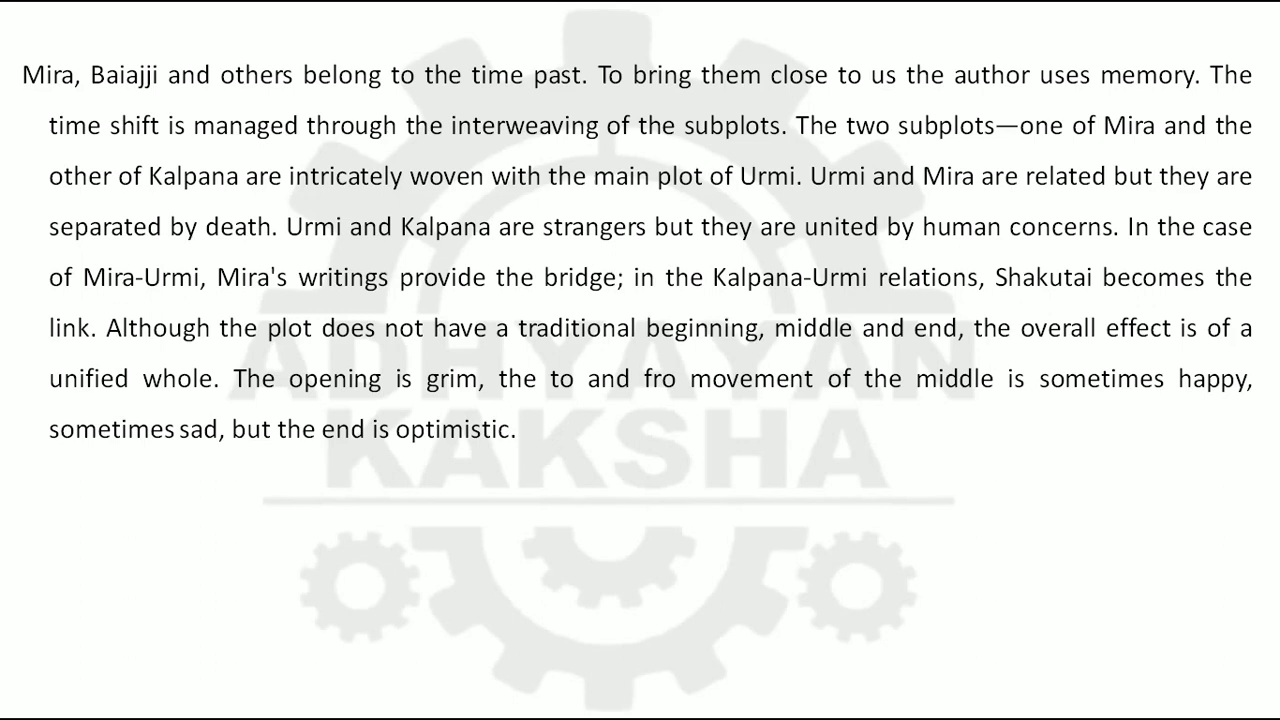 Mira, Baiajji and others belong to the time past. To bring them close to us the author uses memory. The
time shift is managed through the interweaving of the subplots. The two subplots—one of Mira and the
other of Kalpana are intricately woven with the main plot of Urmi. Urmi and Mira are related but they are
separated by death. Urmi and Kalpana are strangers but they are united by human concerns. In the case
of Mira-Urmi, Mira's writings provide the bridge; in the Kalpana-Urmi relations, Shakutai becomes the
link. Although the plot does not have a traditional beginning, middle and end, the overall effect is of a
unified whole. The opening is grim, the to and fro movement of the middle is sometimes happy,
sometimes sad, but the end is optimistic.
ADHYAYAN
KAKSHA